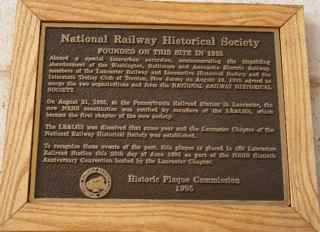 National Railway Historical Society
FOUNDED ON THIS SITE IN 1935
Aboard a special interurban excursion, commemorating the impending
abandonment of the Washington, Baltimore and Annapolis Electric Railway,
members of the Lancaster Railway and Locomotive Historical Society and the
Interstate Trolley Club of Trenton, New Jersey on August 18, 1935 agreed to
merge the two organizations and form the NATIONAL RAILWAY HISTORICAL
SOCIETY.
On August 31, 1935, at the Pennsylvania Railroad Station in Lancaster, the
new NRHS constitution was ratified by members of the LR&LHS, which
became the first chapter of the new society.
The LR&LHS was dissolved that same year and the Lancaster Chapter of the
National Railway Historical Society was established.
To recognize these events of the past, this plaque is placed in the Lancaster
Railroad Station this 20th day of June 1995 as part of the NRHS Sixtieth
Anniversary Convention hosted by the Lancaster Chapter.
Historic Plaque Commission
1995